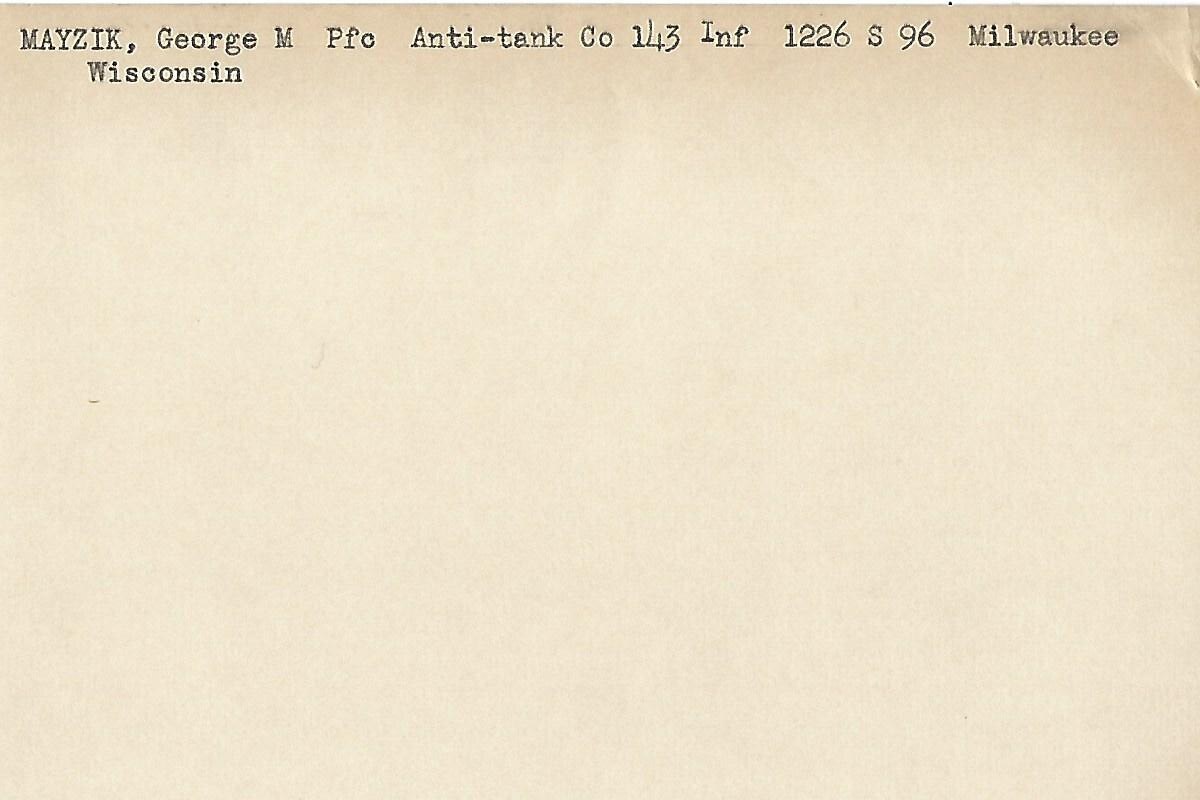 MAYZIK, George M Pfc Anti-tank Co 143 Inf 1226 S 96 Milwaukee
Wisconsin